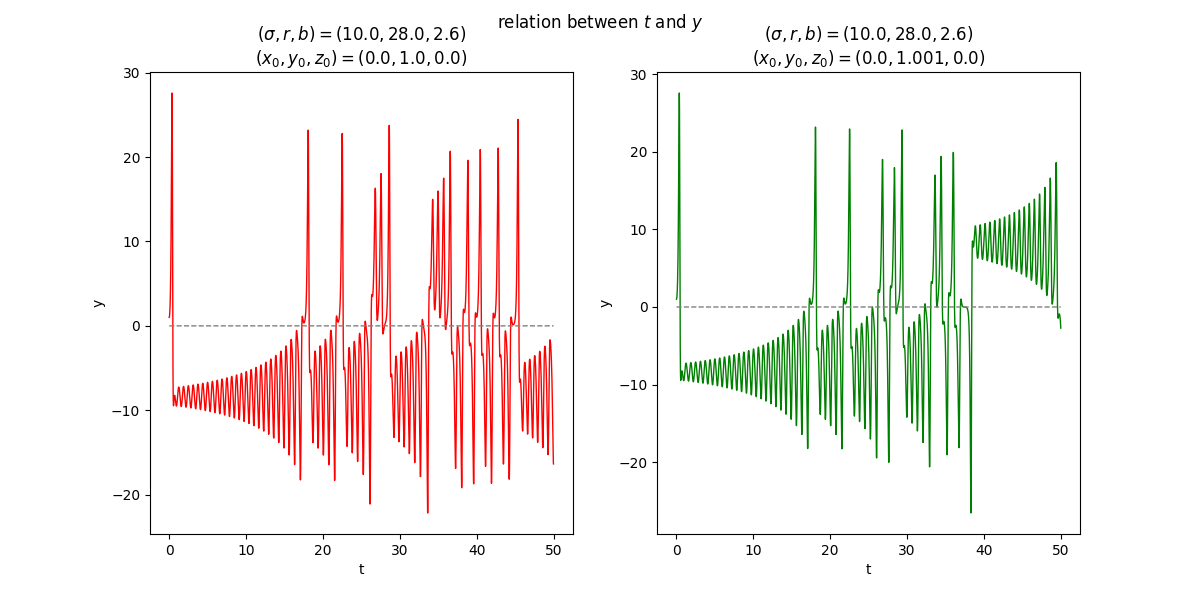 relation between t and y
(σ, r, b) = (10.0, 28.0, 2.6)
(x₀, y₀, z₀) = (0.0, 1.0, 0.0)
30
20
10
0
−10
−20
y
0 10 20 30 40 50
t
(σ, r, b) = (10.0, 28.0, 2.6)
(x₀, y₀, z₀) = (0.0, 1.001, 0.0)
30
20
10
0
−10
−20
y
0 10 20 30 40 50
t